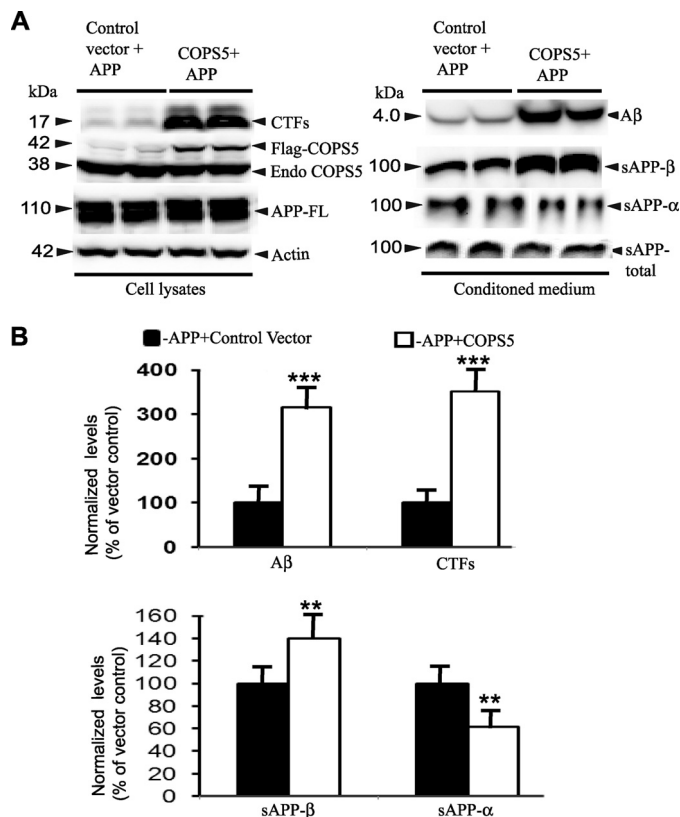 A
Control
vector +
APP
COPS5+
APP
kDa
17
CTFs
42
Flag-COPS5
38
Endo COPS5
110
APP-FL
42
Actin
Cell lysates
Control
vector +
APP
COPS5
+ APP
kDa
4.0
Aβ
100
sAPP-β
100
sAPP-α
100
sAPP-
total
Conditoned medium
B
-APP+Control Vector
-APP+COPS5
Normalized levels
(% of vector control)
400
300
200
100
0
***
***
Aβ
CTFs
Normalized levels
(% of vector control)
160
140
120
100
80
60
40
20
0
**
**
sAPP-β
sAPP-α